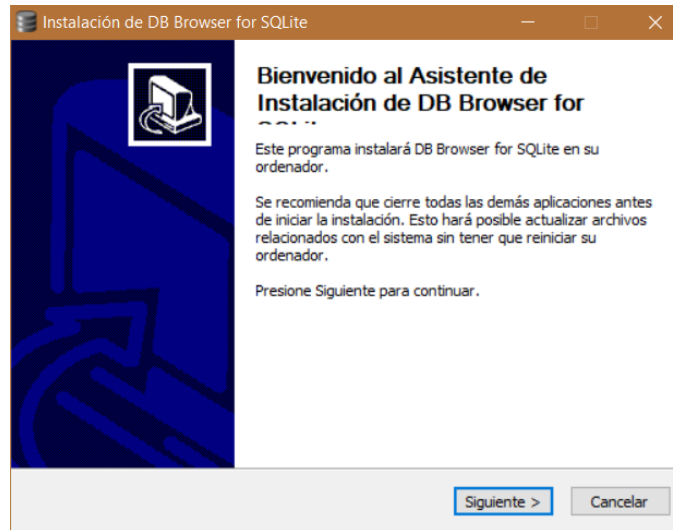 Instalación de DB Browser for SQLite
Bienvenido al Asistente de
Instalación de DB Browser for
Este programa instalará DB Browser for SQLite en su
ordenador.
Se recomienda que cierre todas las demás aplicaciones antes
de iniciar la instalación. Esto hará posible actualizar archivos
relacionados con el sistema sin tener que reiniciar su
ordenador.
Presione Siguiente para continuar.
Siguiente >
Cancelar